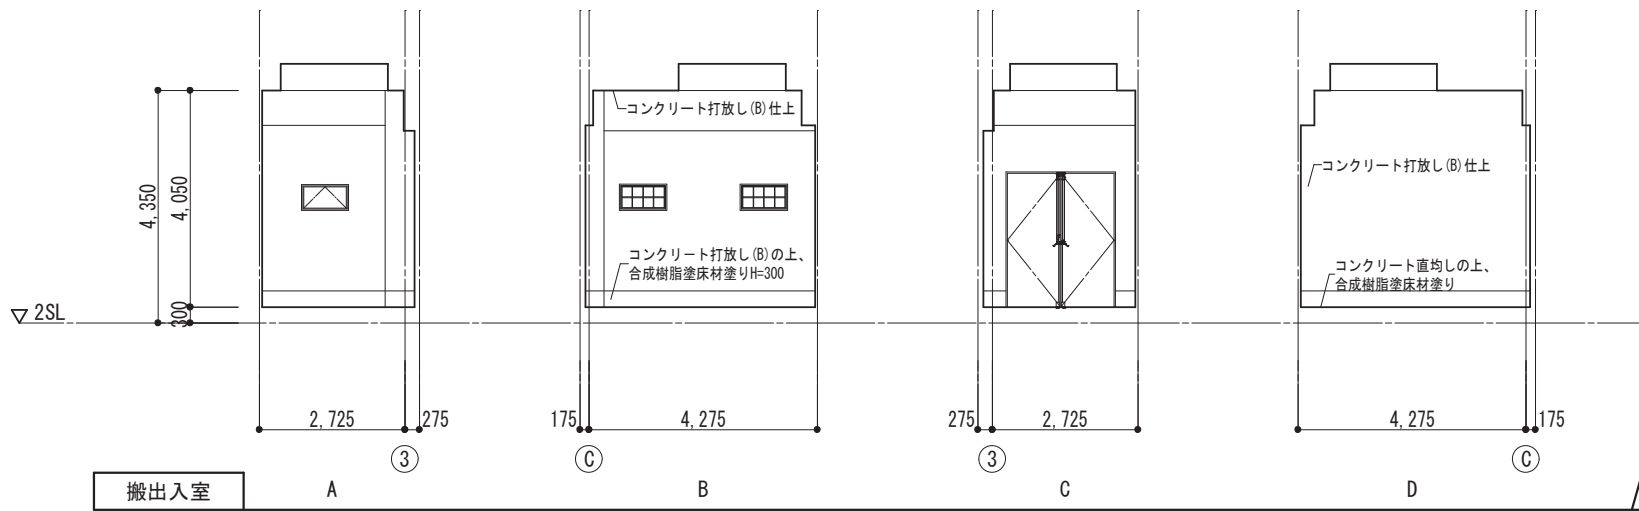 コンクリート打放し(B)仕上
コンクリート打放し(B)仕上
4,350
4,050
コンクリート打放し(B)の上、
合成樹脂塗床材塗りH=300
コンクリート直均しの上、
合成樹脂塗床材塗り
300
2SL
2,725
275
175
4,275
275
2,725
4,275
175
3
C
3
C
搬出入室
A
B
C
D